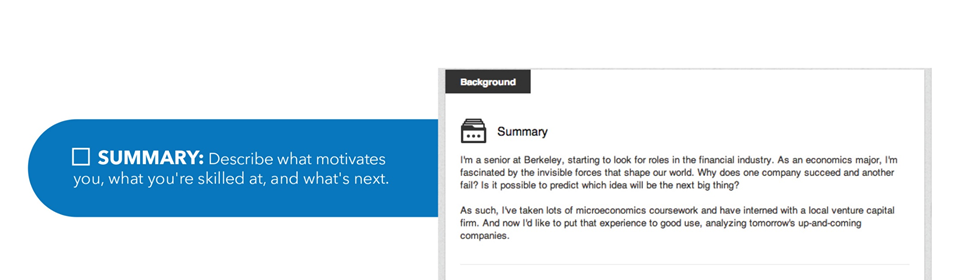 SUMMARY: Describe what motivates
you, what you're skilled at, and what's next.
Background
Summary
I'm a senior at Berkeley, starting to look for roles in the financial industry. As an economics major, I'm
fascinated by the invisible forces that shape our world. Why does one company succeed and another
fail? Is it possible to predict which idea will be the next big thing?
As such, I've taken lots of microeconomics coursework and have interned with a local venture capital
firm. And now I'd like to put that experience to good use, analyzing tomorrow's up-and-coming
companies.